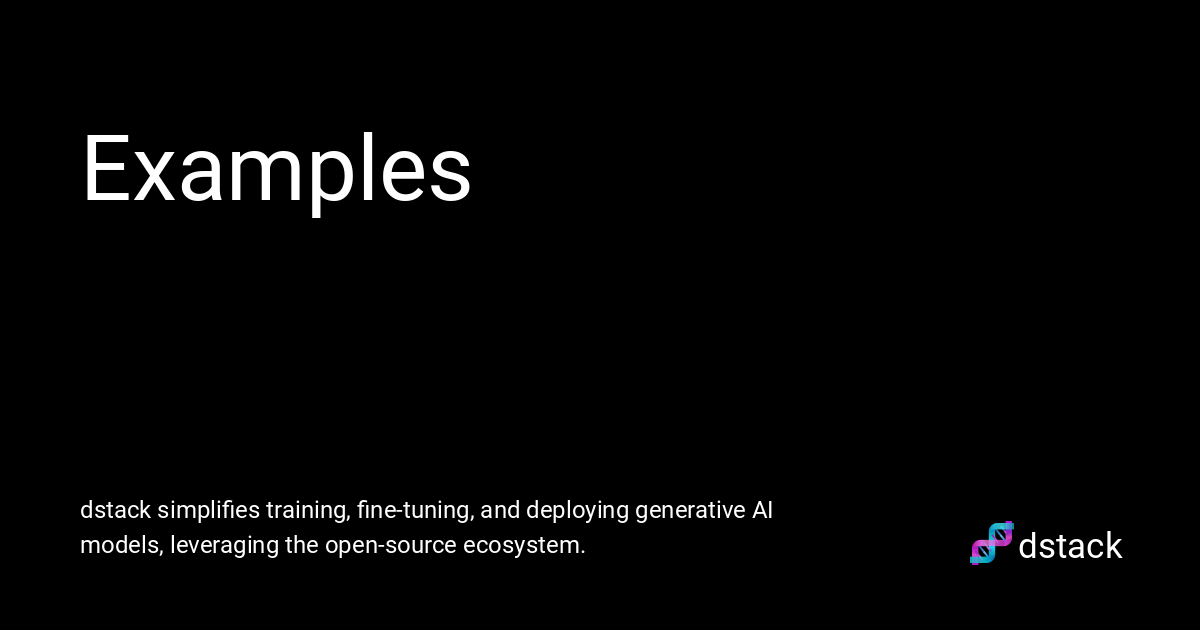 Examples
dstack simplifies training, fine-tuning, and deploying generative AI
models, leveraging the open-source ecosystem.
dstack